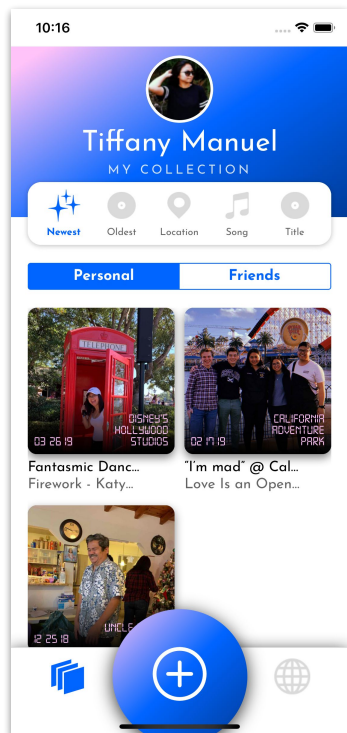 10:16
Tiffany Manuel
MY COLLECTION
Newest
Oldest
Location
Song
Title
Personal
Friends
TELEPHONE
DISNEY'S
HOLLYWOOD
03 26 19 STUDIOS
CALIFORNIA
ADVENTURE
02 17 19 PARK
Fantasmic Danc...
Firework - Katy...
"I'm mad" @ Cal...
Love Is an Open...
UNCLE
12 25 18